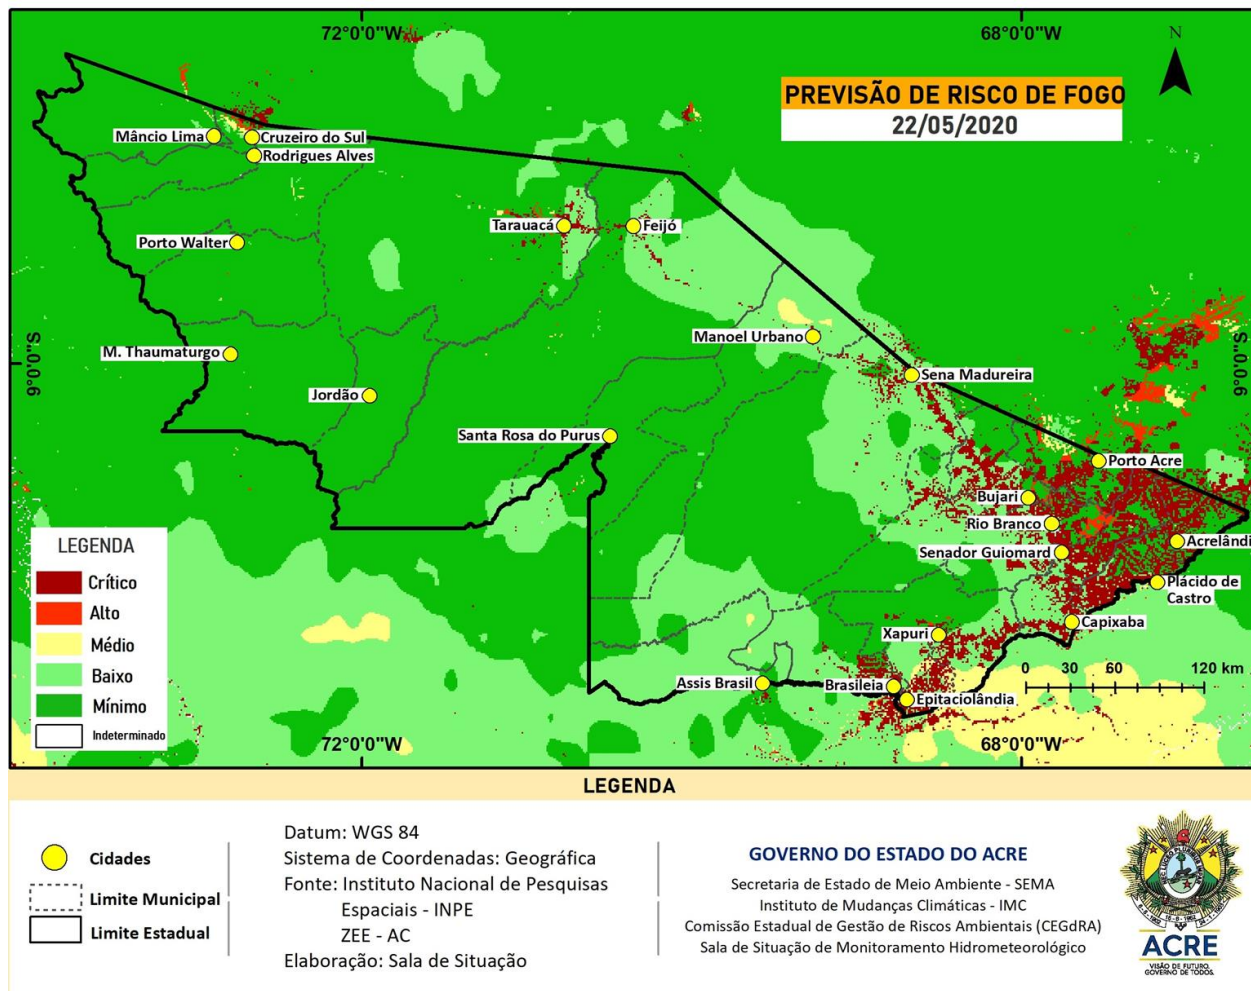 72°0'0"W
68°0'0"W
N
PREVISÃO DE RISCO DE FOGO
22/05/2020
Mâncio Lima
Cruzeiro do Sul
Rodrigues Alves
Tarauacá
Feijó
Porto Walter
Manoel Urbano
M. Thaumaturgo
9°0'0"S
9°0'0"S
Sena Madureira
Jordão
Santa Rosa do Purus
Porto Acre
Bujari
Rio Branco
Acrelândi
Senador Guiomard
Plácido de
Castro
Capixaba
Xapuri
Assis Brasil
Brasileia
Epitaciolândia
0 30 60 120 km
72°0'0"W
68°0'0"W
LEGENDA
Crítico
Alto
Médio
Baixo
Mínimo
Indeterminado
LEGENDA
Cidades
Limite Municipal
Limite Estadual
Datum: WGS 84
Sistema de Coordenadas: Geográfica
Fonte: Instituto Nacional de Pesquisas
Espaciais - INPE
ZEE - AC
Elaboração: Sala de Situação
GOVERNO DO ESTADO DO ACRE
Secretaria de Estado de Meio Ambiente - SEMA
Instituto de Mudanças Climáticas - IMC
Comissão Estadual de Gestão de Riscos Ambientais (CEGdRA)
Sala de Situação de Monitoramento Hidrometeorológico
ACRE
VISÃO DE FUTURO,
GOVERNO DE TODOS.